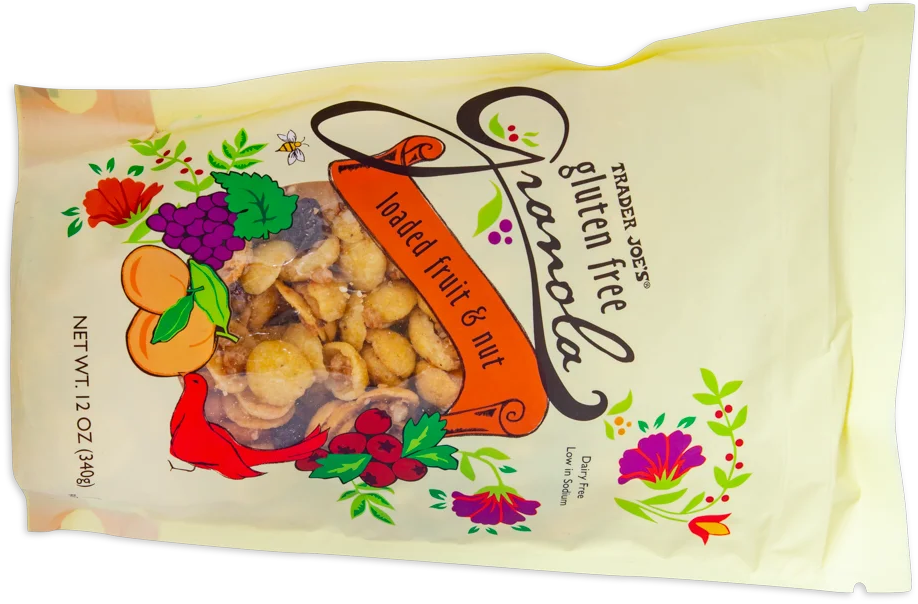 TRADER JOE'S®
gluten free
Granola
loaded fruit & nut
Dairy Free
Low in Sodium
NET WT. 12 OZ (340g)